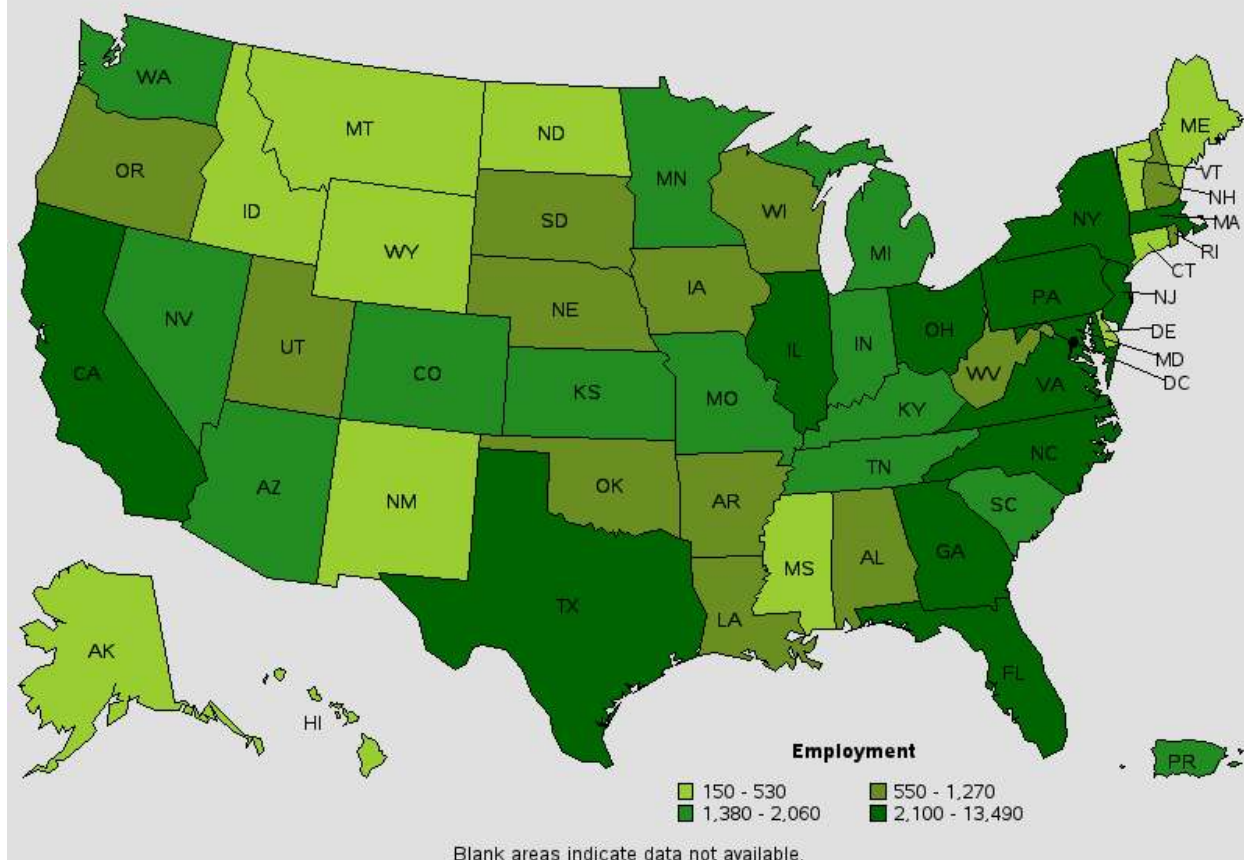 WA
MT
ND
ME
OR
MN
VT
ID
SD
WI
NH
NY
MA
WY
MI
RI
CT
IA
NE
PA
NJ
NV
OH
UT
IL
IN
DE
CA
CO
WV
MD
KS
MO
VA
DC
KY
NC
AZ
NM
OK
TN
AR
SC
MS
AL
GA
TX
LA
AK
FL
HI
Employment
PR
150 - 530
550 - 1,270
1,380 - 2,060
2,100 - 13,490
Blank areas indicate data not available.